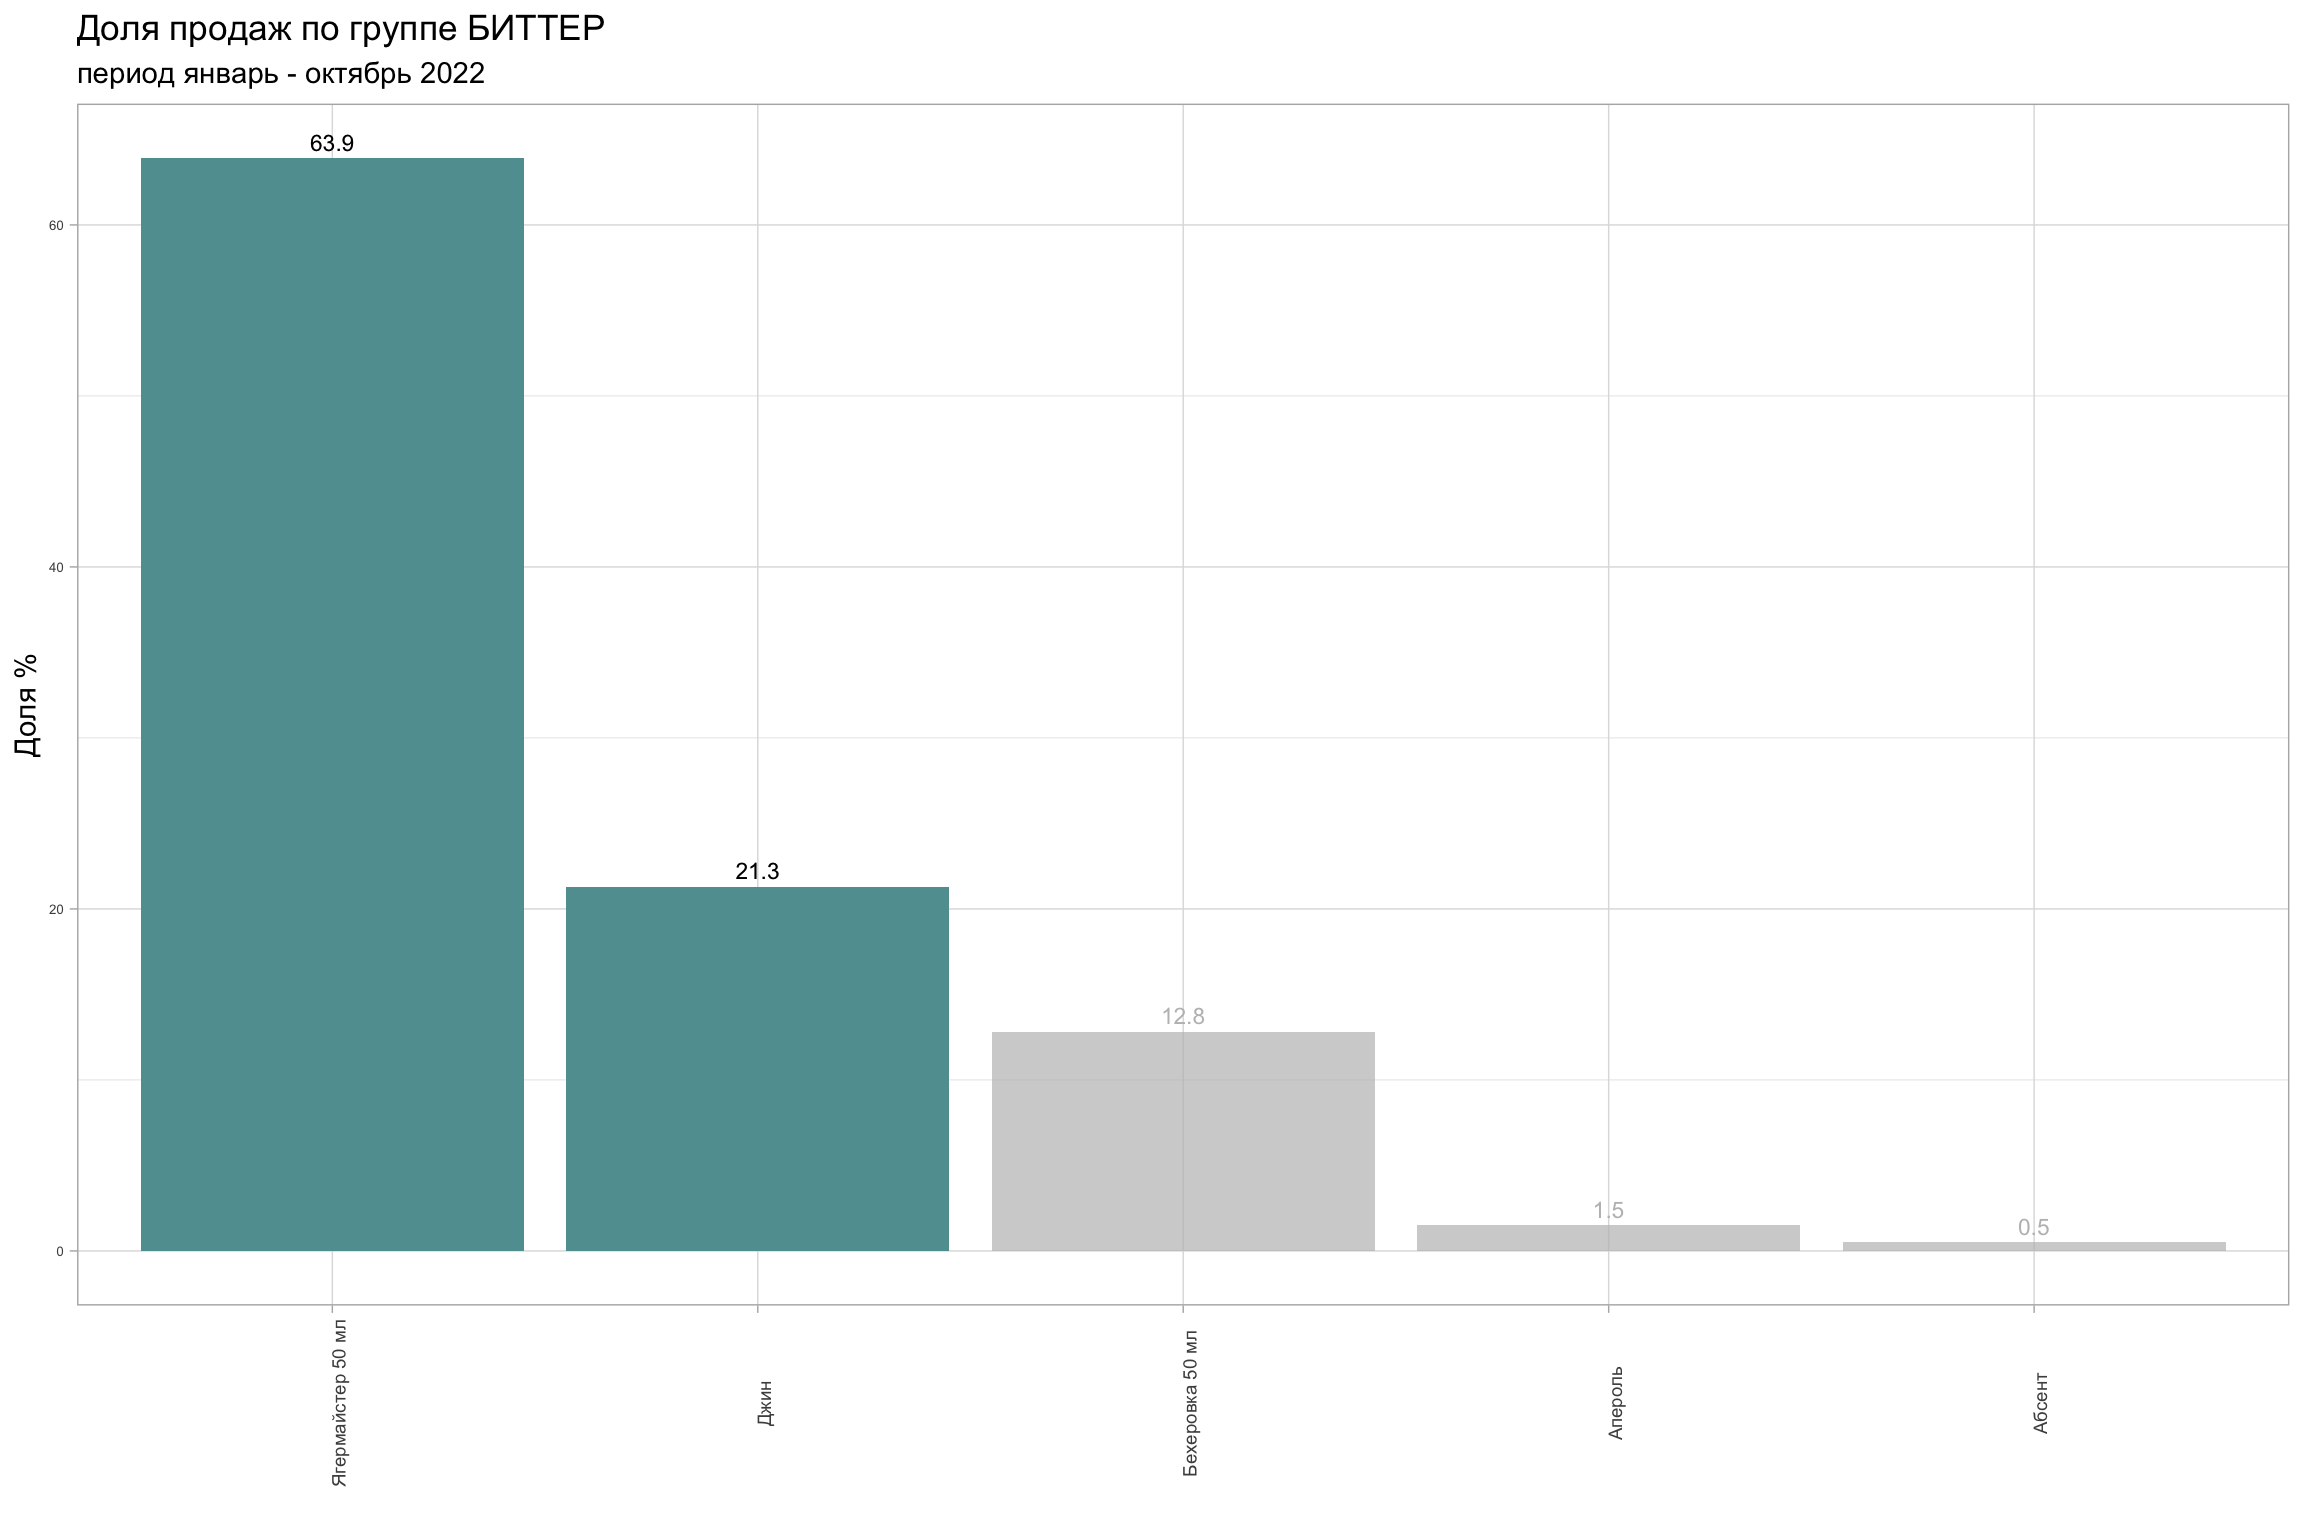 Доля продаж по группе БИТТЕР
период январь - октябрь 2022
Доля %
60
40
20
0
63.9
21.3
12.8
1.5
0.5
Ягермайстер 50 мл
Джин
Бехеровка 50 мл
Апероль
Абсент